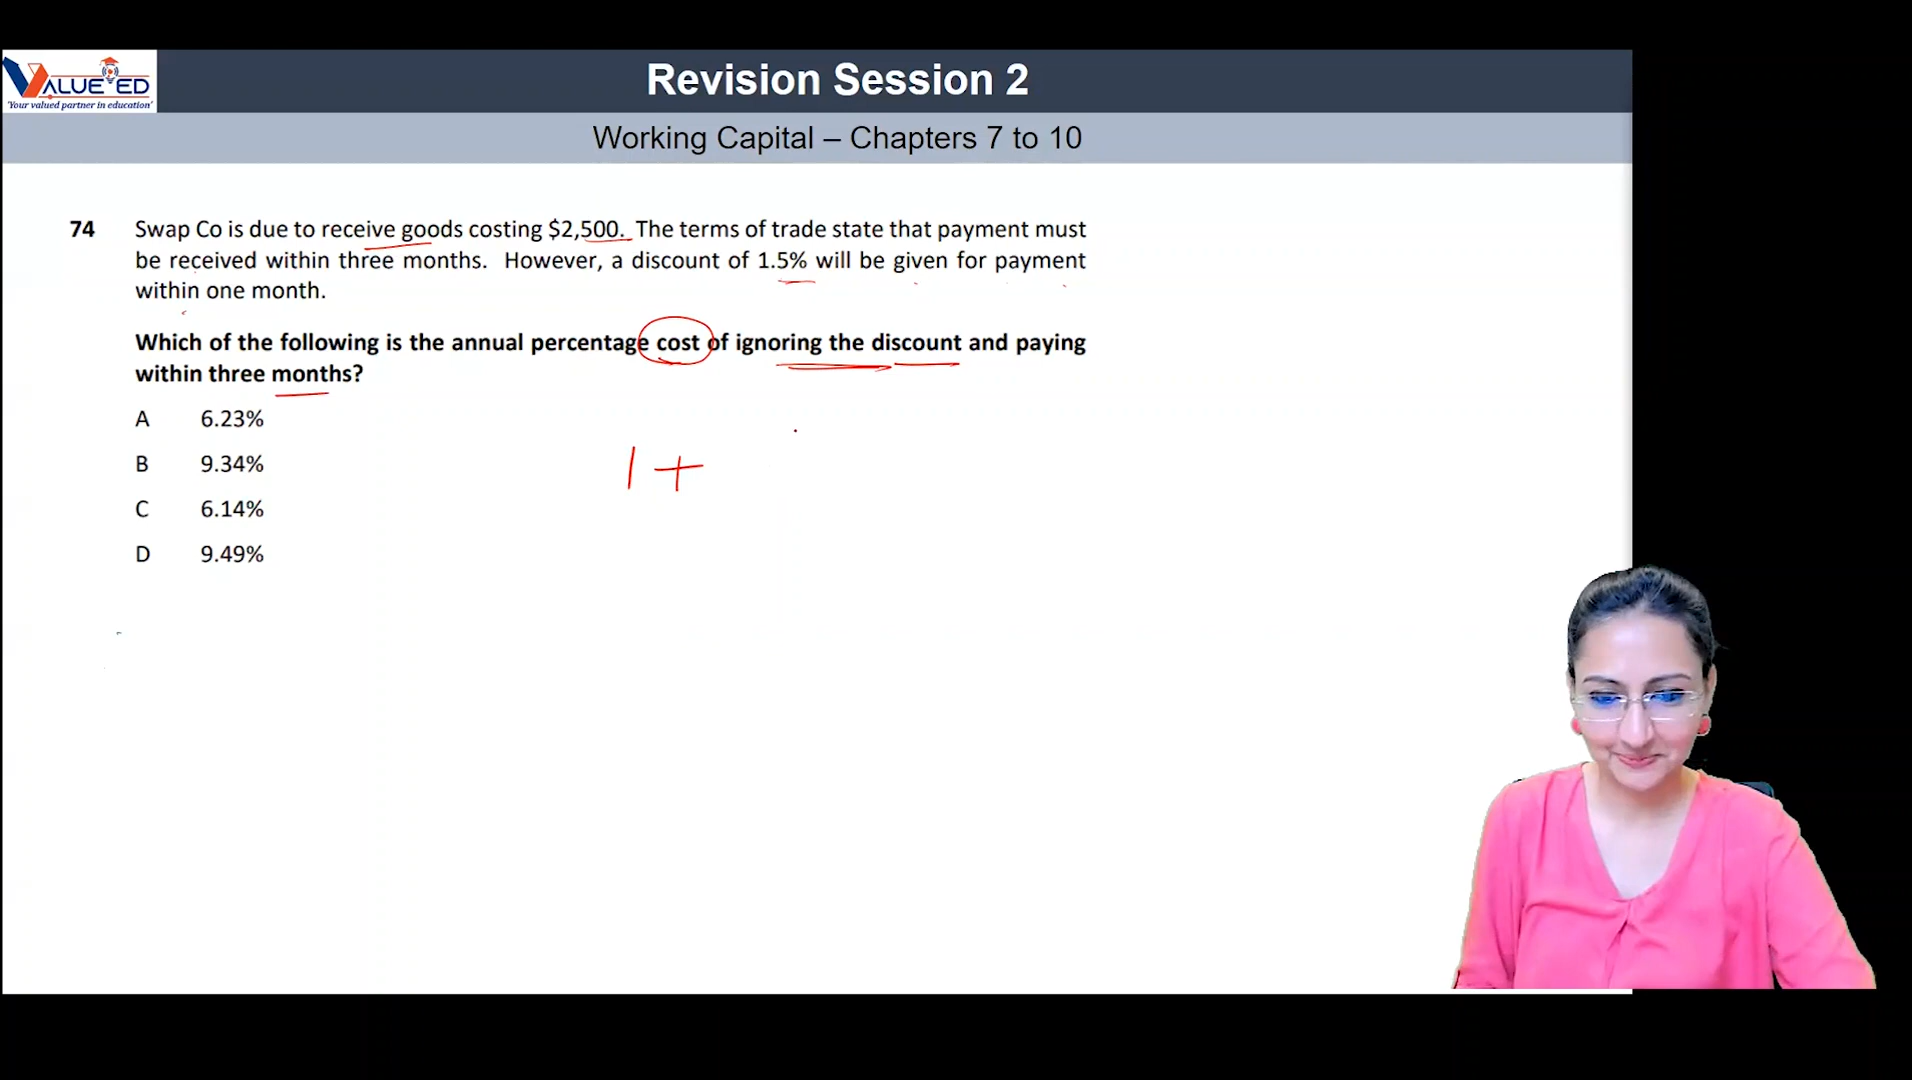 VALUE ED
'Your valued partner in education'
Revision Session 2
Working Capital – Chapters 7 to 10
74 Swap Co is due to receive goods costing $2,500. The terms of trade state that payment must
be received within three months. However, a discount of 1.5% will be given for payment
within one month.
Which of the following is the annual percentage cost of ignoring the discount and paying
within three months?
A 6.23%
B 9.34%
C 6.14%
D 9.49%
1 +